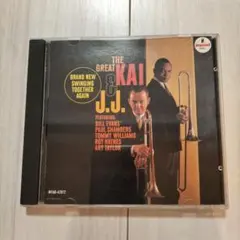 THE
GREAT
KAI
& J.J.
BRAND NEW
SWINGING
TOGETHER
AGAIN
FEATURING:
BILL EVANS
PAUL CHAMBERS
TOMMY WILLIAMS
ROY HAYNES
ART TAYLOR
impulse!